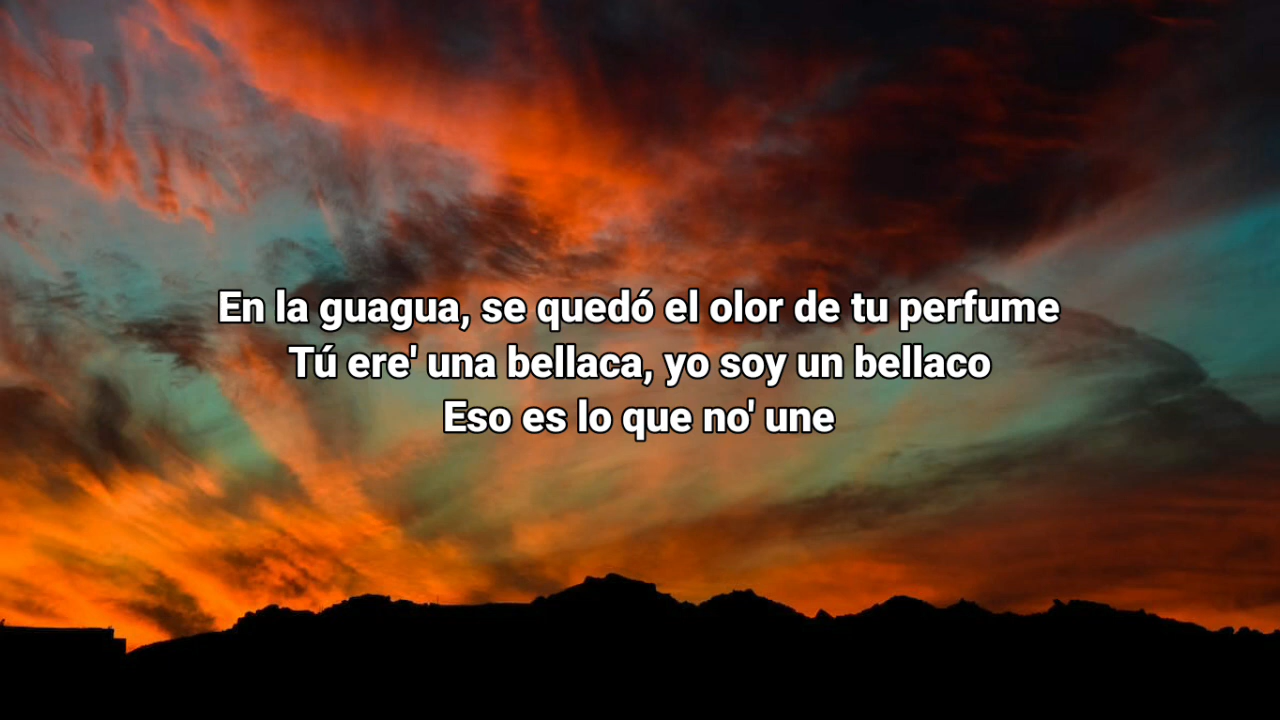 En la guagua, se quedó el olor de tu perfume
Tú ere' una bellaca, yo soy un bellaco
Eso es lo que no' une